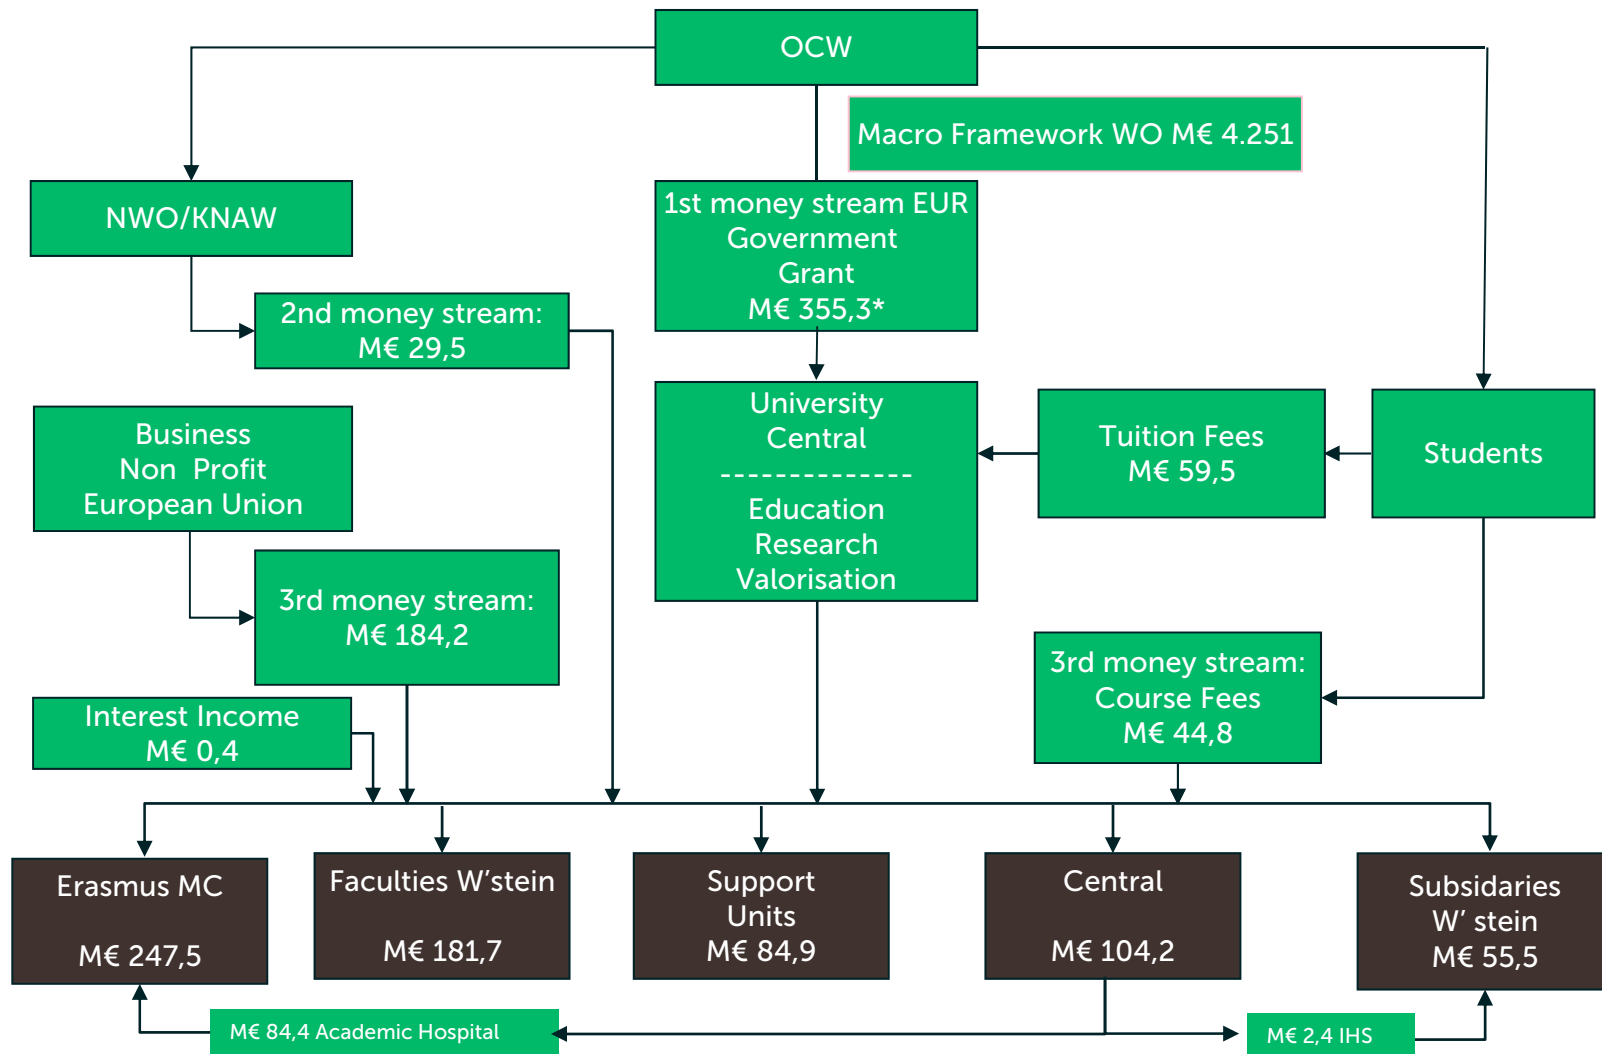 OCW
Macro Framework WO M€ 4.251
NWO/KNAW
1st money stream EUR
Government
Grant
M€ 355,3*
2nd money stream:
M€ 29,5
Business
Non Profit
European Union
University
Central
--------------
Education
Research
Valorisation
Tuition Fees
M€ 59,5
Students
3rd money stream:
M€ 184,2
3rd money stream:
Course Fees
M€ 44,8
Interest Income
M€ 0,4
Erasmus MC
M€ 247,5
Faculties W'stein
M€ 181,7
Support
Units
M€ 84,9
Central
M€ 104,2
Subsidaries
W' stein
M€ 55,5
M€ 84,4 Academic Hospital
M€ 2,4 IHS